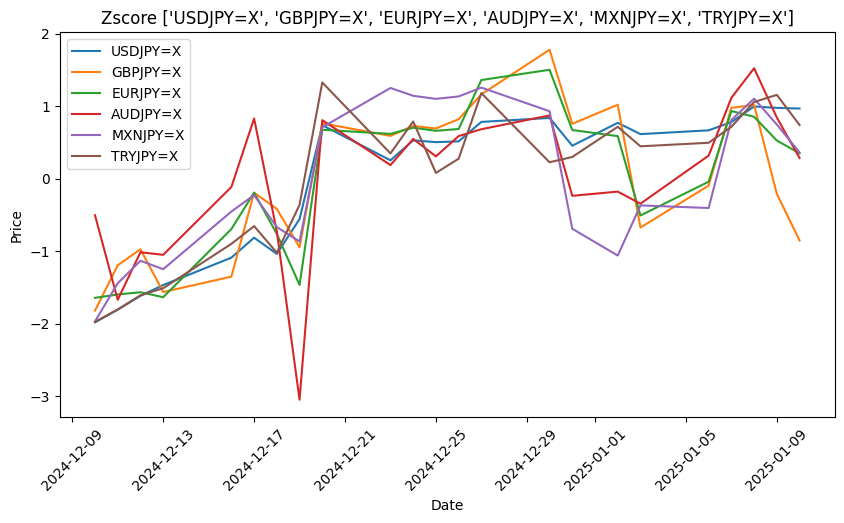 Zscore ['USDJPY=X', 'GBPJPY=X', 'EURJPY=X', 'AUDJPY=X', 'MXNJPY=X', 'TRYJPY=X']
USDJPY=X
GBPJPY=X
EURJPY=X
AUDJPY=X
MXNJPY=X
TRYJPY=X
Price
2
1
0
−1
−2
−3
2024-12-09
2024-12-13
2024-12-17
2024-12-21
2024-12-25
2024-12-29
2025-01-01
2025-01-05
2025-01-09
Date